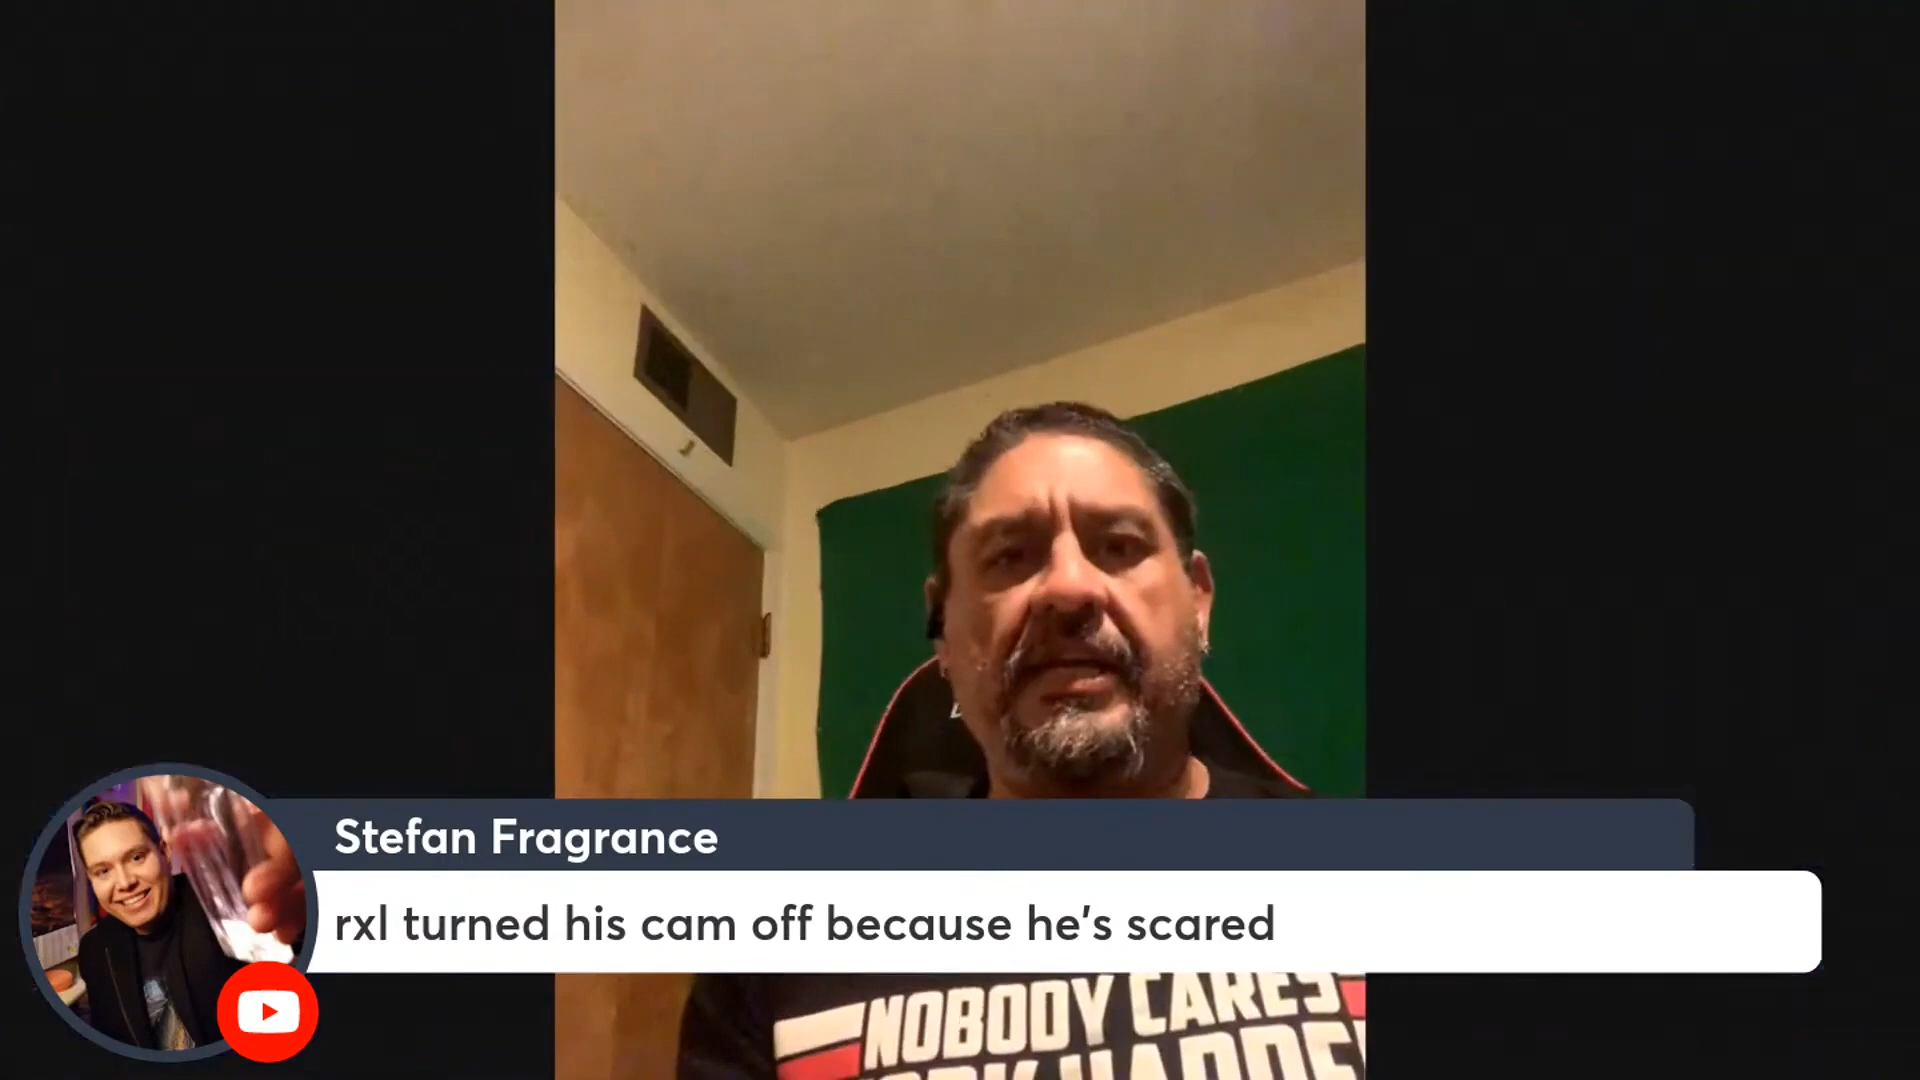 Stefan Fragrance
rxl turned his cam off because he's scared
NOBODY CARES